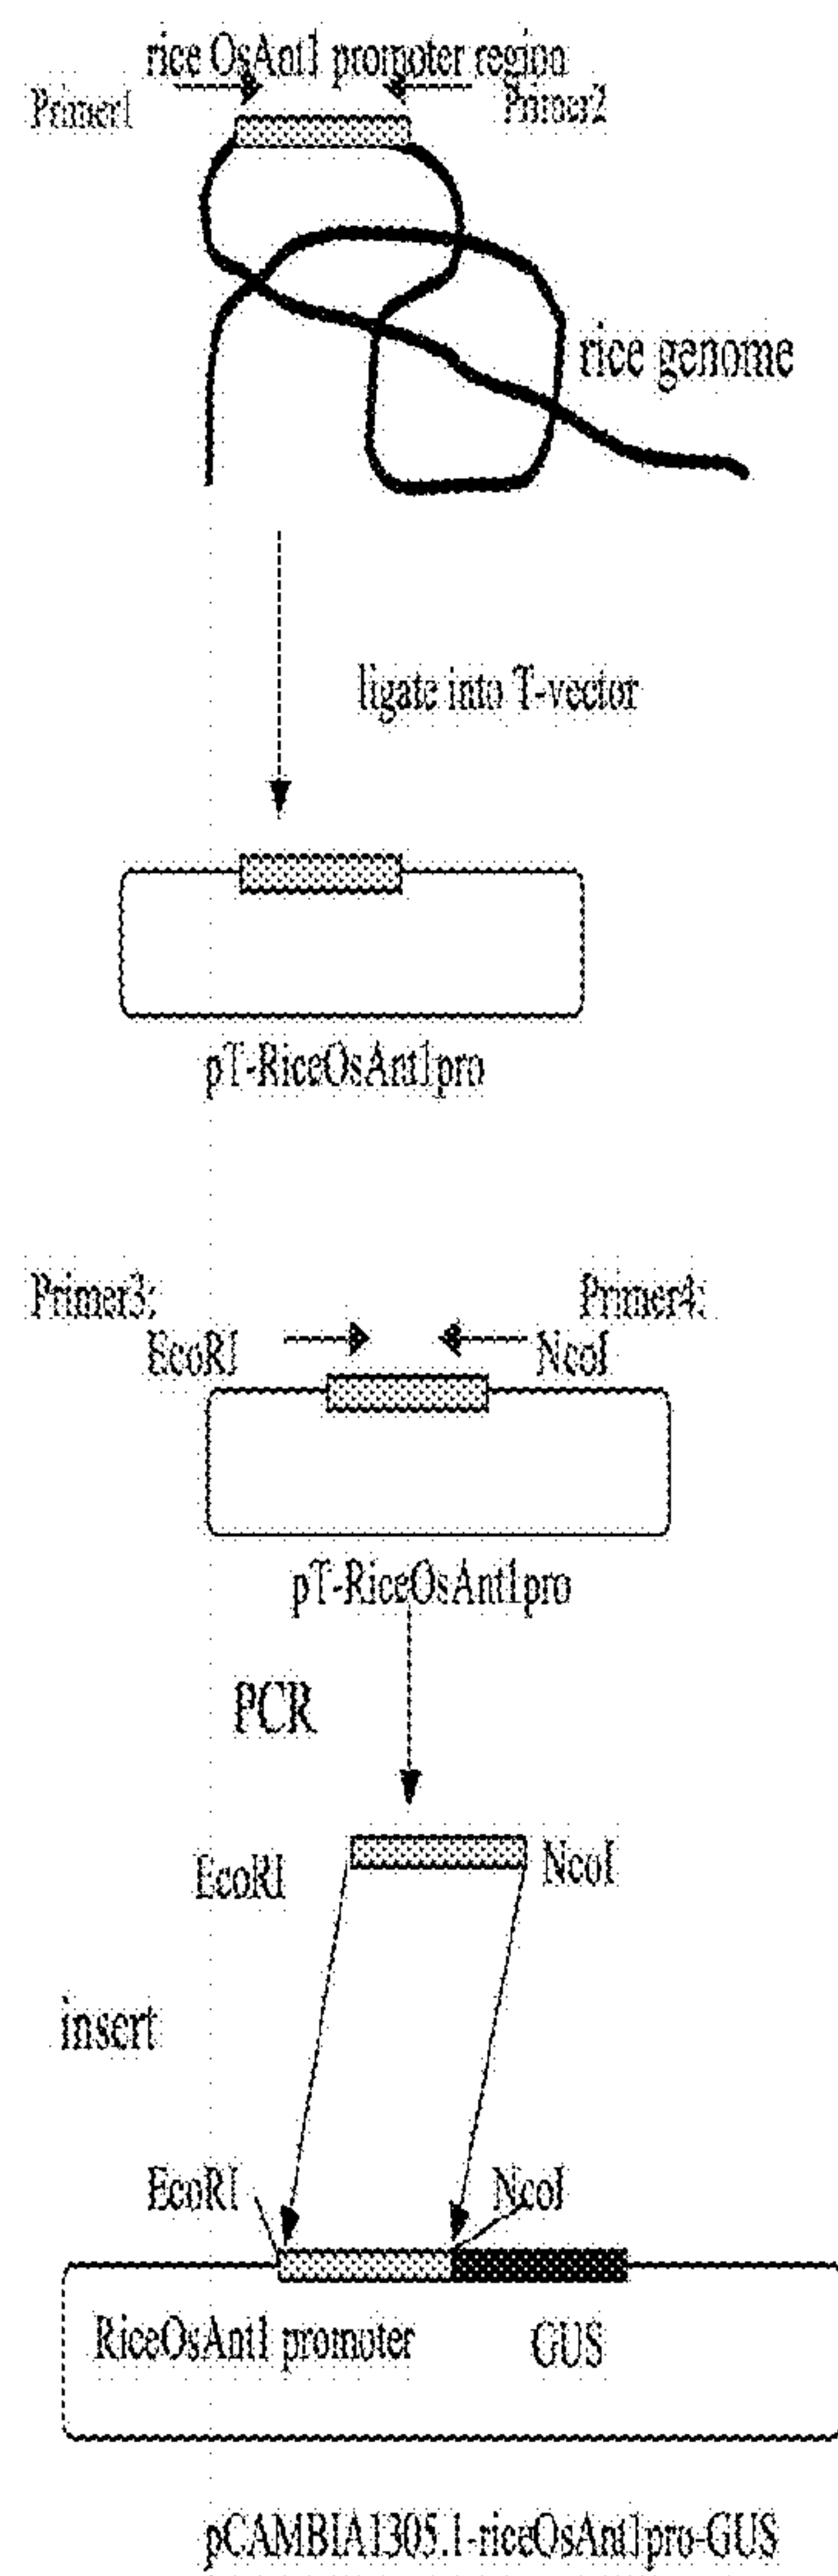 rice OsAnt1 promoter region
Primer1
Primer2
rice genome
ligate into T-vector
pT-RiceOsAnt1pro
Primer3:
Primer4:
EcoRI
NcoI
pT-RiceOsAnt1pro
PCR
EcoRI
NcoI
insert
EcoRI
NcoI
RiceOsAnt1 promoter
GUS
pCAMBIA1305.1-riceOsAnt1pro-GUS